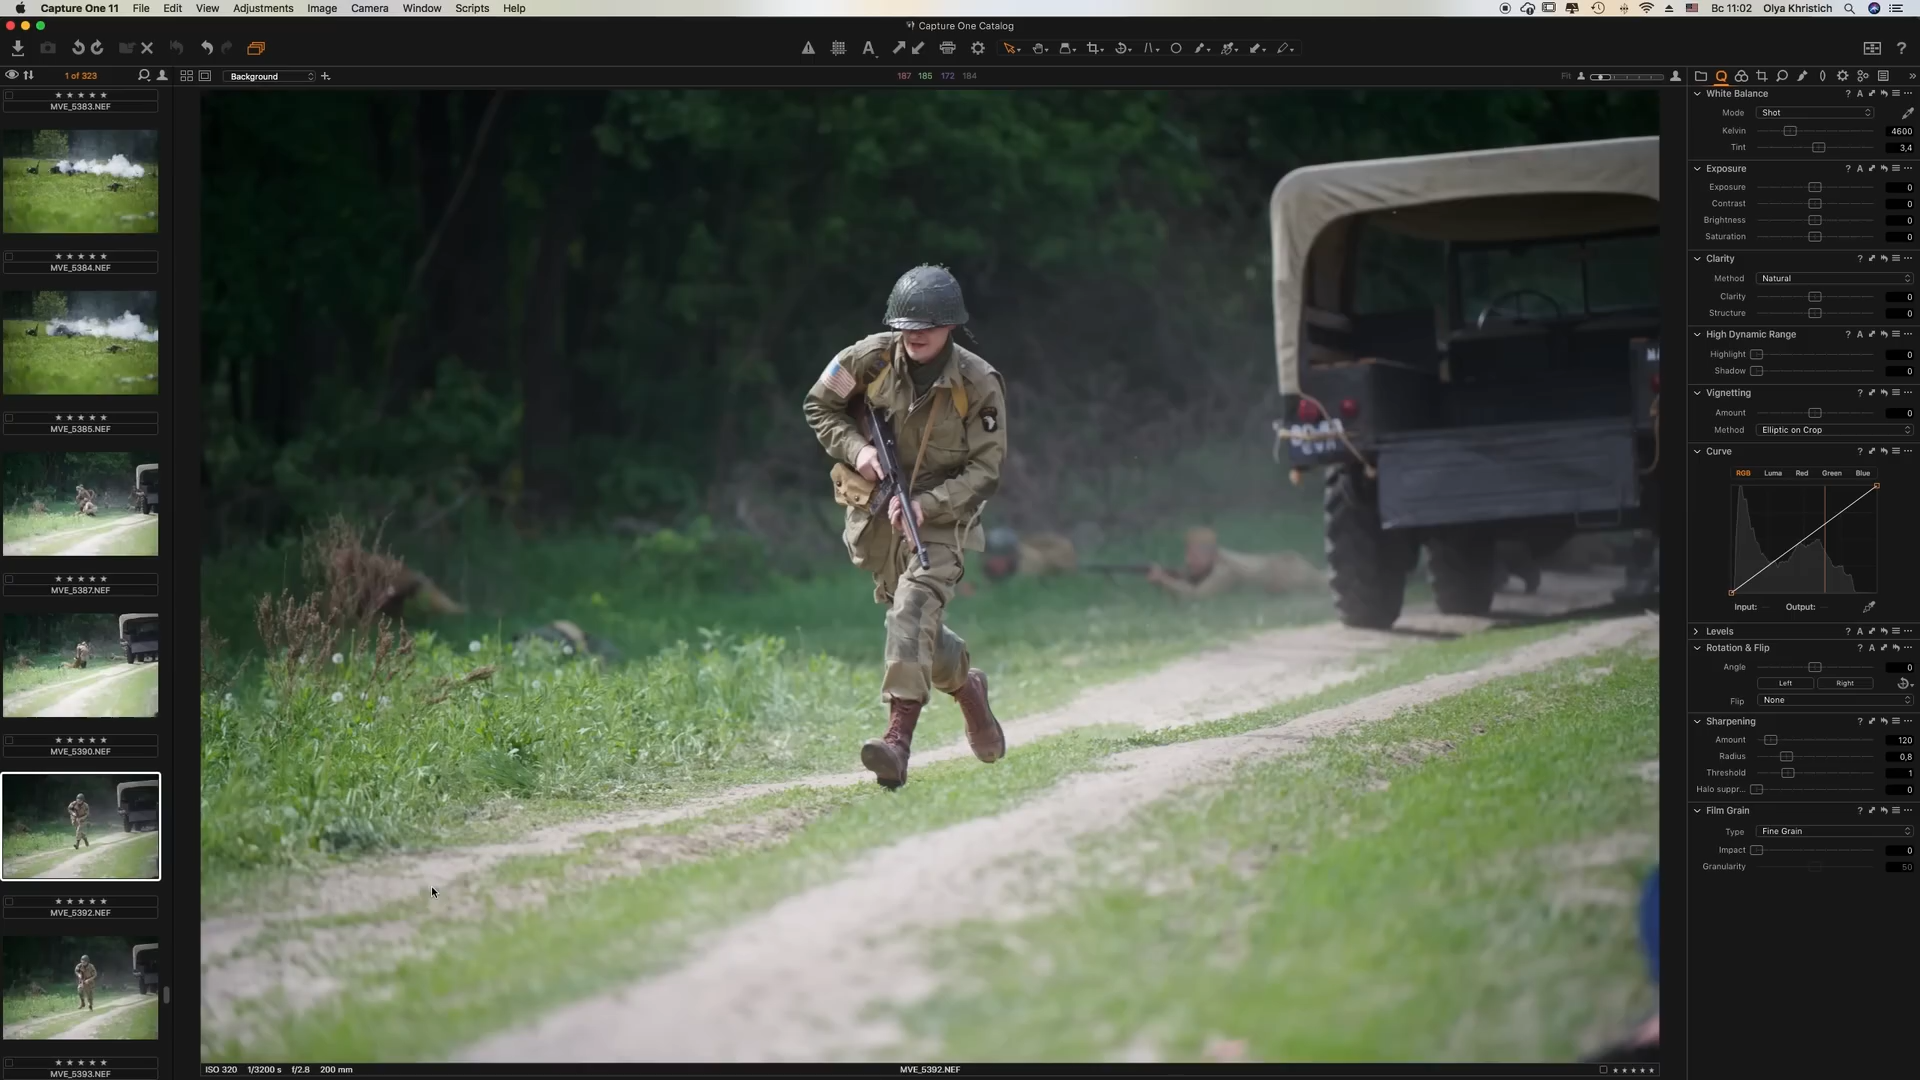 Capture One 11 File Edit View Adjustments Image Camera Window Scripts Help Вс 11:02 Olya Khristich
Capture One Catalog
1 of 323 Background 187 185 172 184 Fit
MVE_5383.NEF
MVE_5384.NEF
MVE_5385.NEF
MVE_5387.NEF
MVE_5390.NEF
MVE_5392.NEF
MVE_5393.NEF
ISO 320 1/3200 s f/2.8 200 mm MVE_5392.NEF
White Balance
Mode Shot
Kelvin 4600
Tint 3,4
Exposure
Exposure 0
Contrast 0
Brightness 0
Saturation 0
Clarity
Method Natural
Clarity 0
Structure 0
High Dynamic Range
Highlight 0
Shadow 0
Vignetting
Amount 0
Method Elliptic on Crop
Curve
RGB Luma Red Green Blue
Input: Output:
Levels
Rotation & Flip
Angle 0
Left Right
Flip None
Sharpening
Amount 120
Radius 0,8
Threshold 1
Halo suppr... 0
Film Grain
Type Fine Grain
Impact 0
Granularity 50